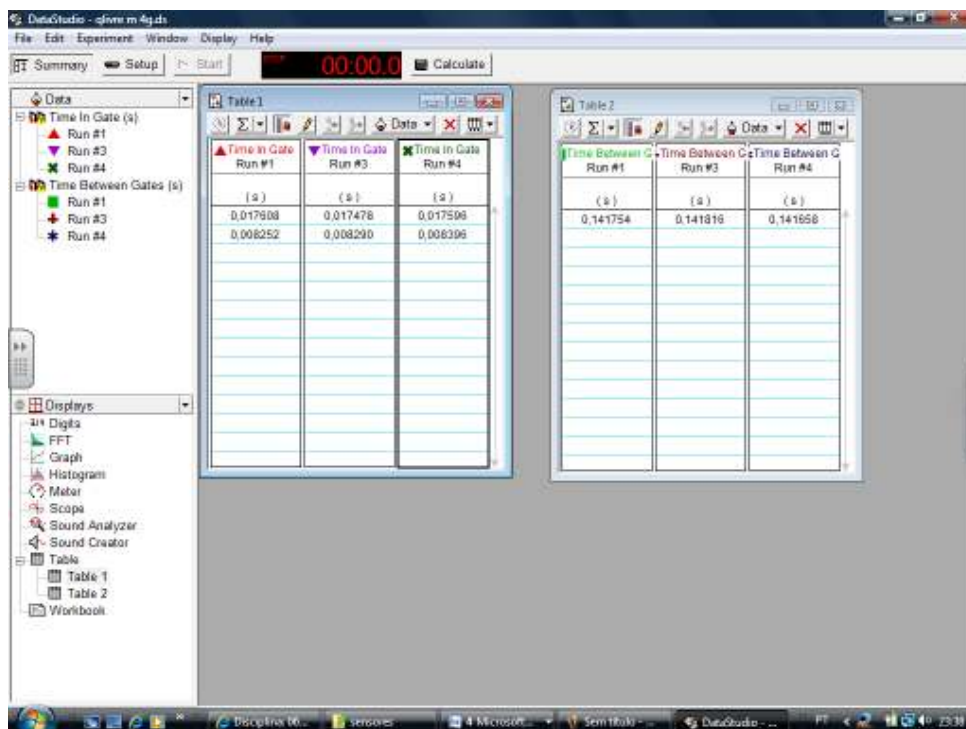 DataStudio - qlivre m 4g.ds
File Edit Experiment Window Display Help
Summary Setup Start 00:00.0 Calculate
Data
Time In Gate (s)
Run #1
Run #3
Run #4
Time Between Gates (s)
Run #1
Run #3
Run #4
Displays
Digits
FFT
Graph
Histogram
Meter
Scope
Sound Analyzer
Sound Creator
Table
Table 1
Table 2
Workbook
Table 1
Σ Data
Time In Gate Time In Gate Time In Gate
Run #1 Run #3 Run #4
(s) (s) (s)
0,017608 0,017478 0,017596
0,008252 0,008290 0,008396
Table 2
Σ Data
Time Between G Time Between G Time Between G
Run #1 Run #3 Run #4
(s) (s) (s)
0,141754 0,141816 0,141658
Disciplina 06... sensores 4 Microsoft... Sem título - ... DataStudio - ... PT 23:38